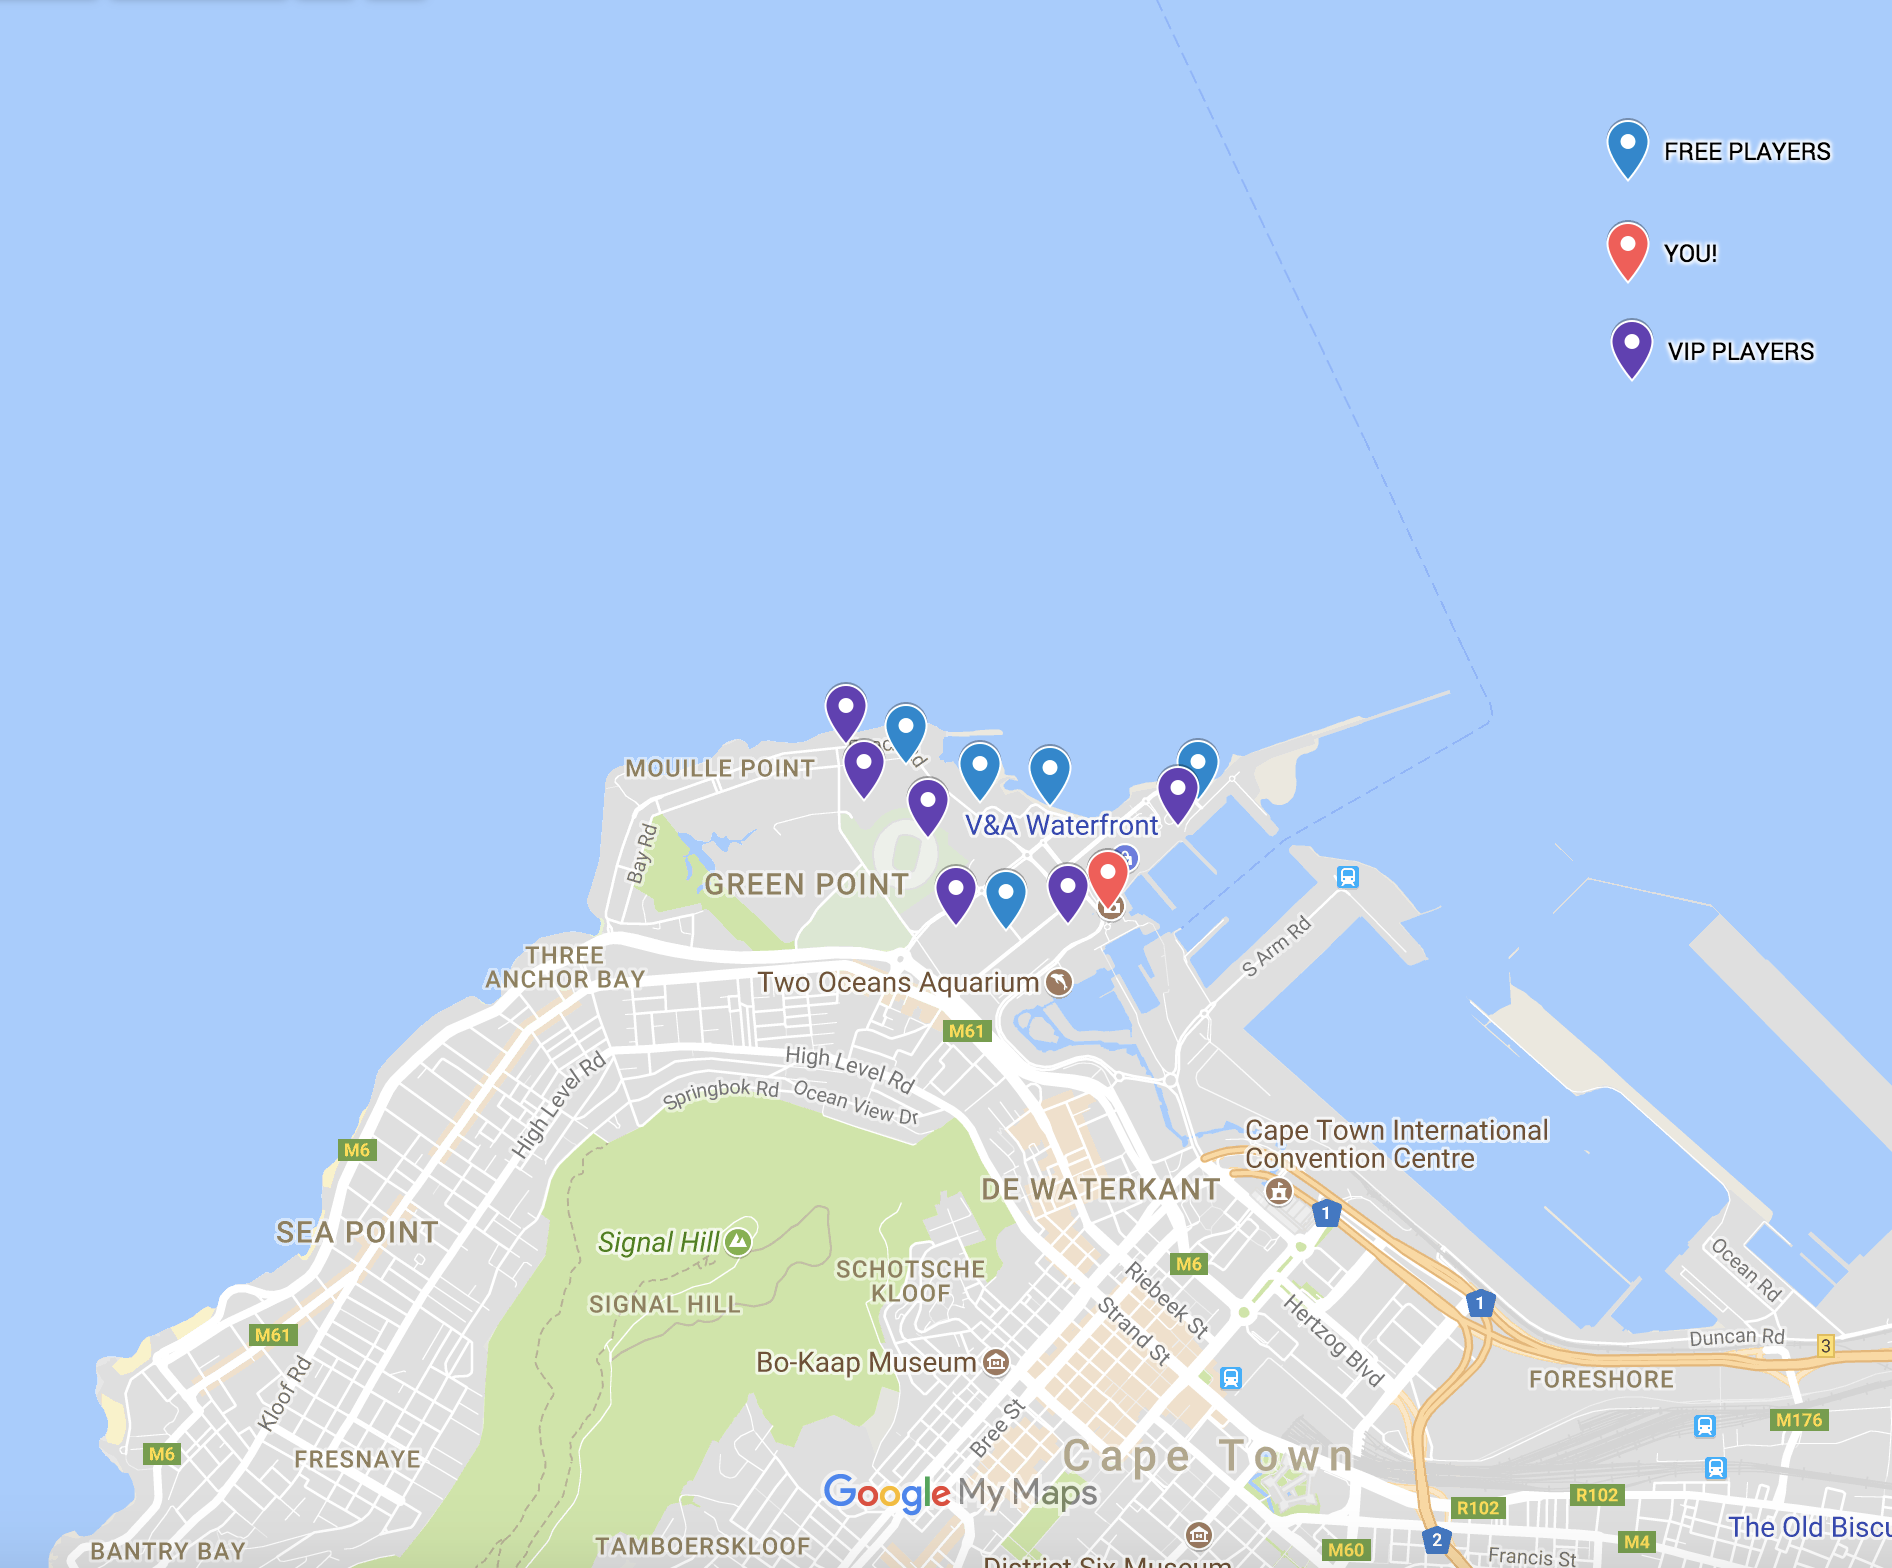 FREE PLAYERS
YOU!
VIP PLAYERS
MOUILLE POINT
V&A Waterfront
Bay Rd
GREEN POINT
S Arm Rd
THREE
ANCHOR BAY
Two Oceans Aquarium
M61
High Level Rd
High Level Rd
Springbok Rd
Ocean View Dr
M6
Cape Town International
Convention Centre
DE WATERKANT
1
SEA POINT
Signal Hill
M6
Ocean Rd
SCHOTSCHE
KLOOF
Riebeek St
SIGNAL HILL
Strand St
Hertzog Blvd
1
M61
Duncan Rd
3
Bo-Kaap Museum
FORESHORE
Kloof Rd
Bree St
M176
M6
FRESNAYE
Cape Town
Google My Maps
R102
R102
The Old Biscu
M60
2
M4
BANTRY BAY
TAMBOERSKLOOF
Francis St
District Six Museum